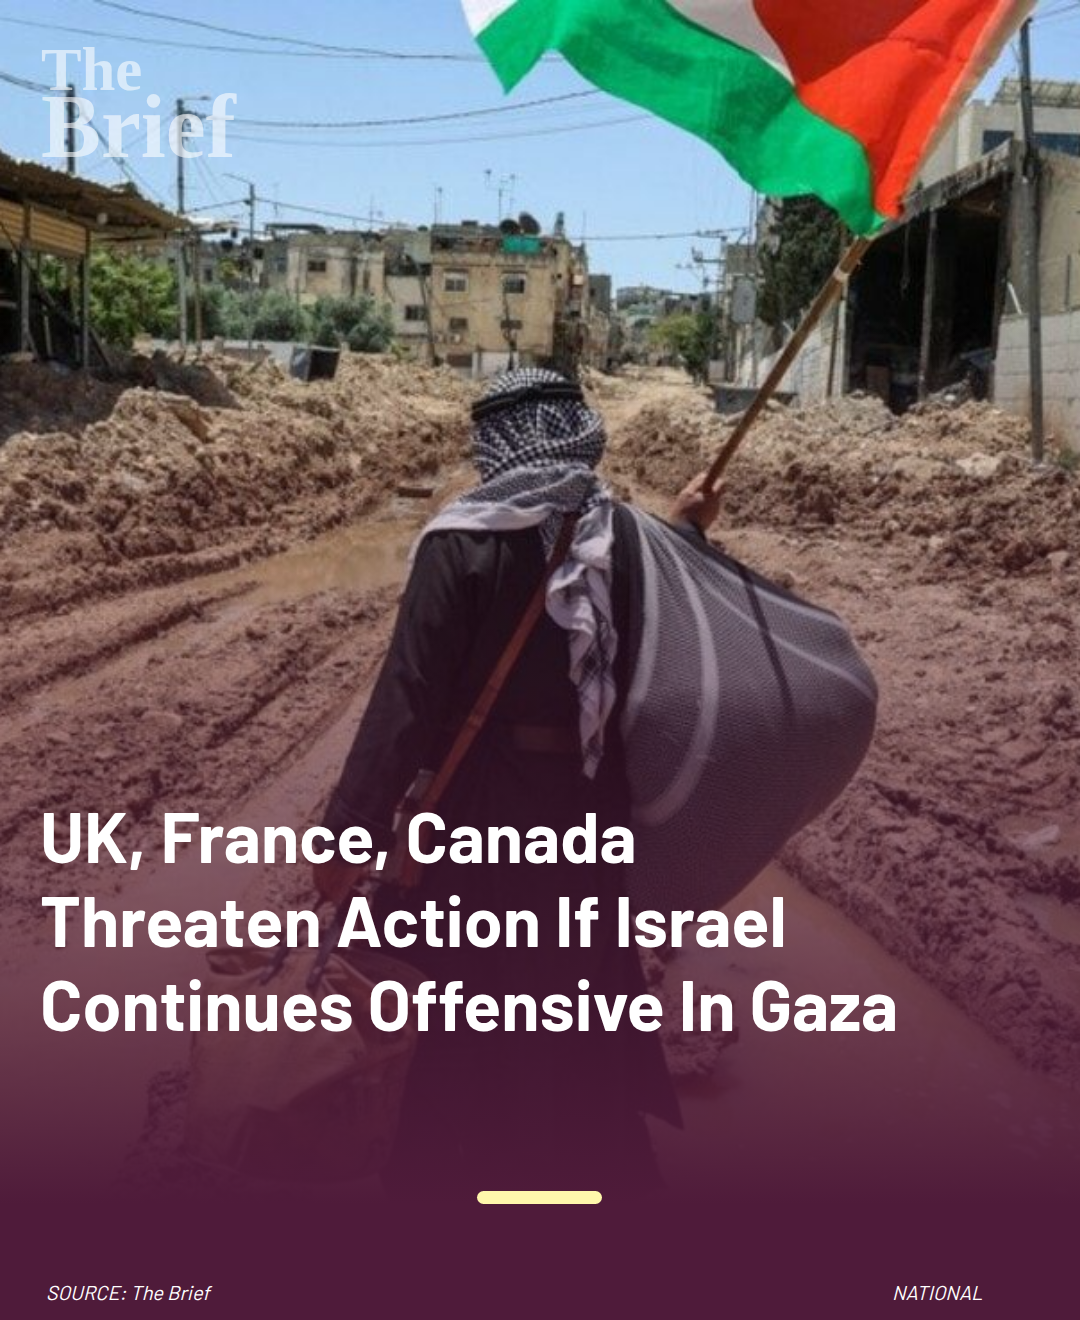 The
Brief
UK, France, Canada
Threaten Action If Israel
Continues Offensive In Gaza
SOURCE: The Brief
NATIONAL